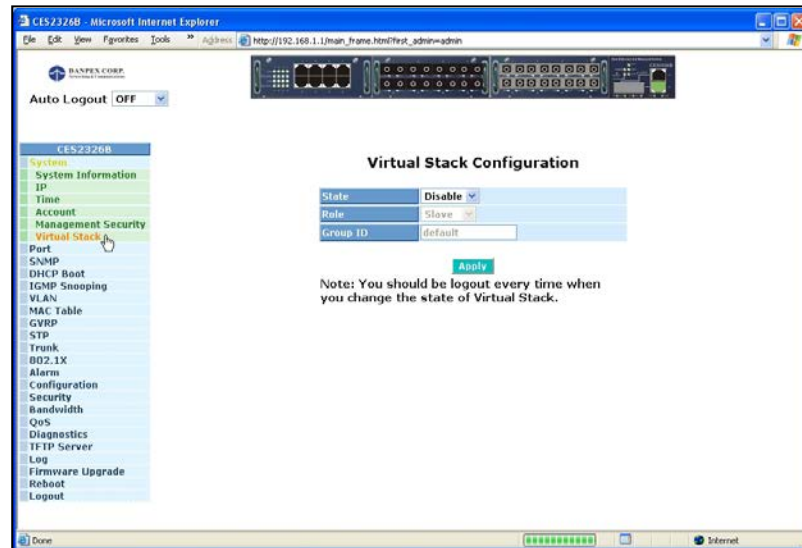 CES2326B - Microsoft Internet Explorer
File Edit View Favorites Tools » Address http://192.168.1.1/main_frame.html?first_admin=admin
DANPEX CORP.
Auto Logout OFF
CES2326B
System
System Information
IP
Time
Account
Management Security
Virtual Stack
Port
SNMP
DHCP Boot
IGMP Snooping
VLAN
MAC Table
GVRP
STP
Trunk
802.1X
Alarm
Configuration
Security
Bandwidth
QoS
Diagnostics
TFTP Server
Log
Firmware Upgrade
Reboot
Logout
Virtual Stack Configuration
State Disable
Role Slave
Group ID default
Apply
Note: You should be logout every time when
you change the state of Virtual Stack.
Done Internet